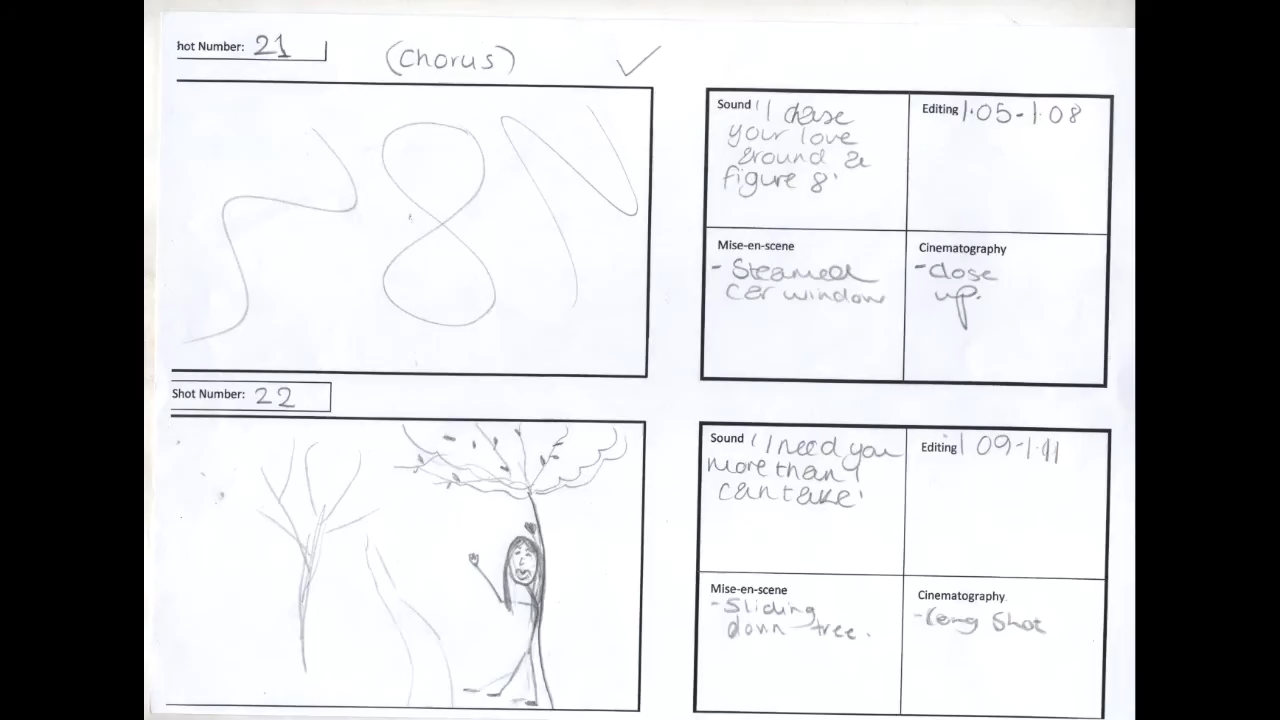 hot Number: 21
(Chorus)
Sound 'I chase
your love
around a
figure 8'
Editing 1.05-1.08
Mise-en-scene
- Steamed
car window
Cinematography
- close
up.
Shot Number: 22
Sound 'I need you
more than I
can take'
Editing 1 09-1.11
Mise-en-scene
- Sliding
down tree.
Cinematography
- long shot